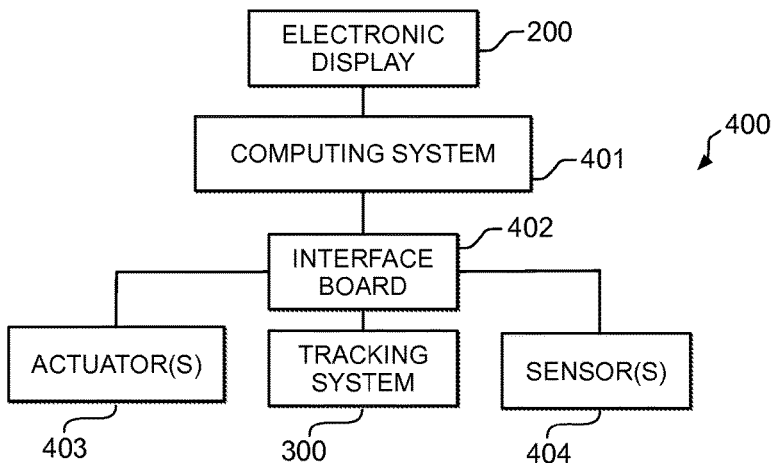 ELECTRONIC
DISPLAY
200
COMPUTING SYSTEM
401
400
INTERFACE
BOARD
402
ACTUATOR(S)
403
TRACKING
SYSTEM
300
SENSOR(S)
404